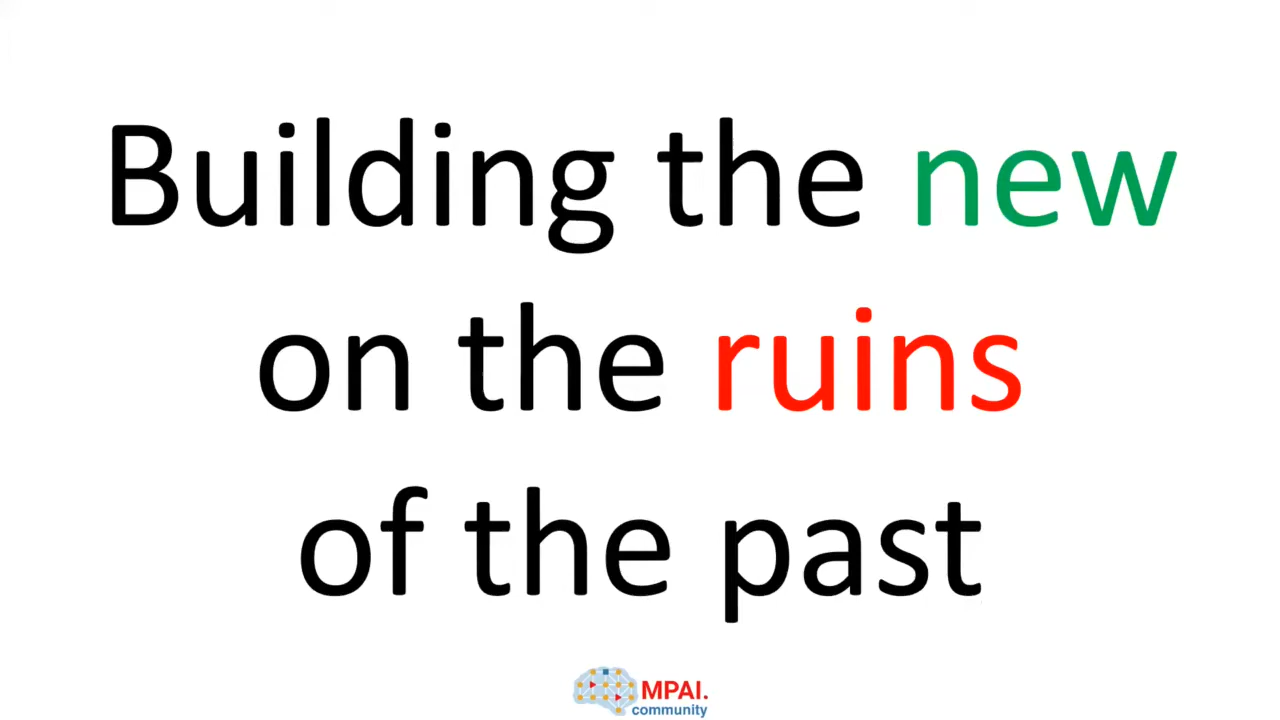 Building the new
on the ruins
of the past
MPAI.
community